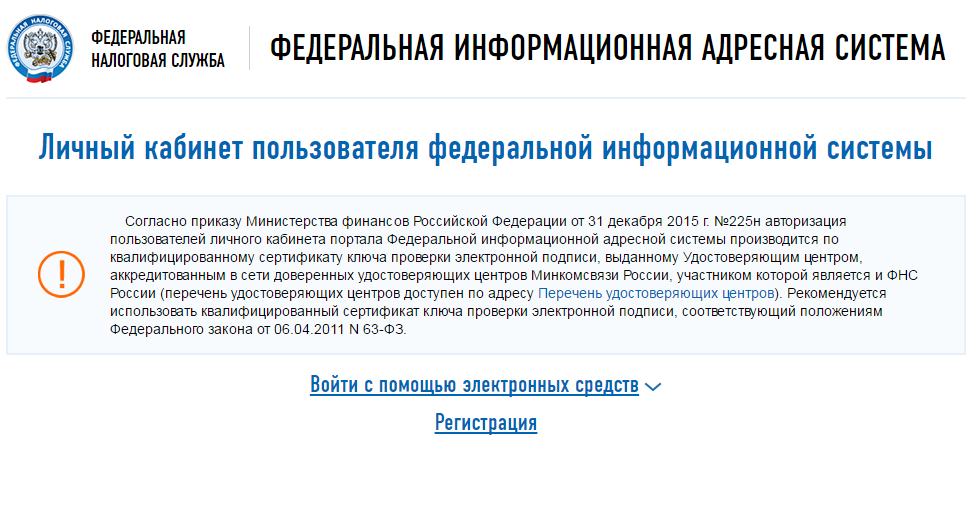 ФЕДЕРАЛЬНАЯ НАЛОГОВАЯ СЛУЖБА
ФЕДЕРАЛЬНАЯ
НАЛОГОВАЯ СЛУЖБА
ФЕДЕРАЛЬНАЯ ИНФОРМАЦИОННАЯ АДРЕСНАЯ СИСТЕМА
Личный кабинет пользователя федеральной информационной системы
Согласно приказу Министерства финансов Российской Федерации от 31 декабря 2015 г. №225н авторизация
пользователей личного кабинета портала Федеральной информационной адресной системы производится по
квалифицированному сертификату ключа проверки электронной подписи, выданному Удостоверяющим центром,
аккредитованным в сети доверенных удостоверяющих центров Минкомсвязи России, участником которой является и ФНС
России (перечень удостоверяющих центров доступен по адресу Перечень удостоверяющих центров). Рекомендуется
использовать квалифицированный сертификат ключа проверки электронной подписи, соответствующий положениям
Федерального закона от 06.04.2011 N 63-ФЗ.
Войти с помощью электронных средств
Регистрация